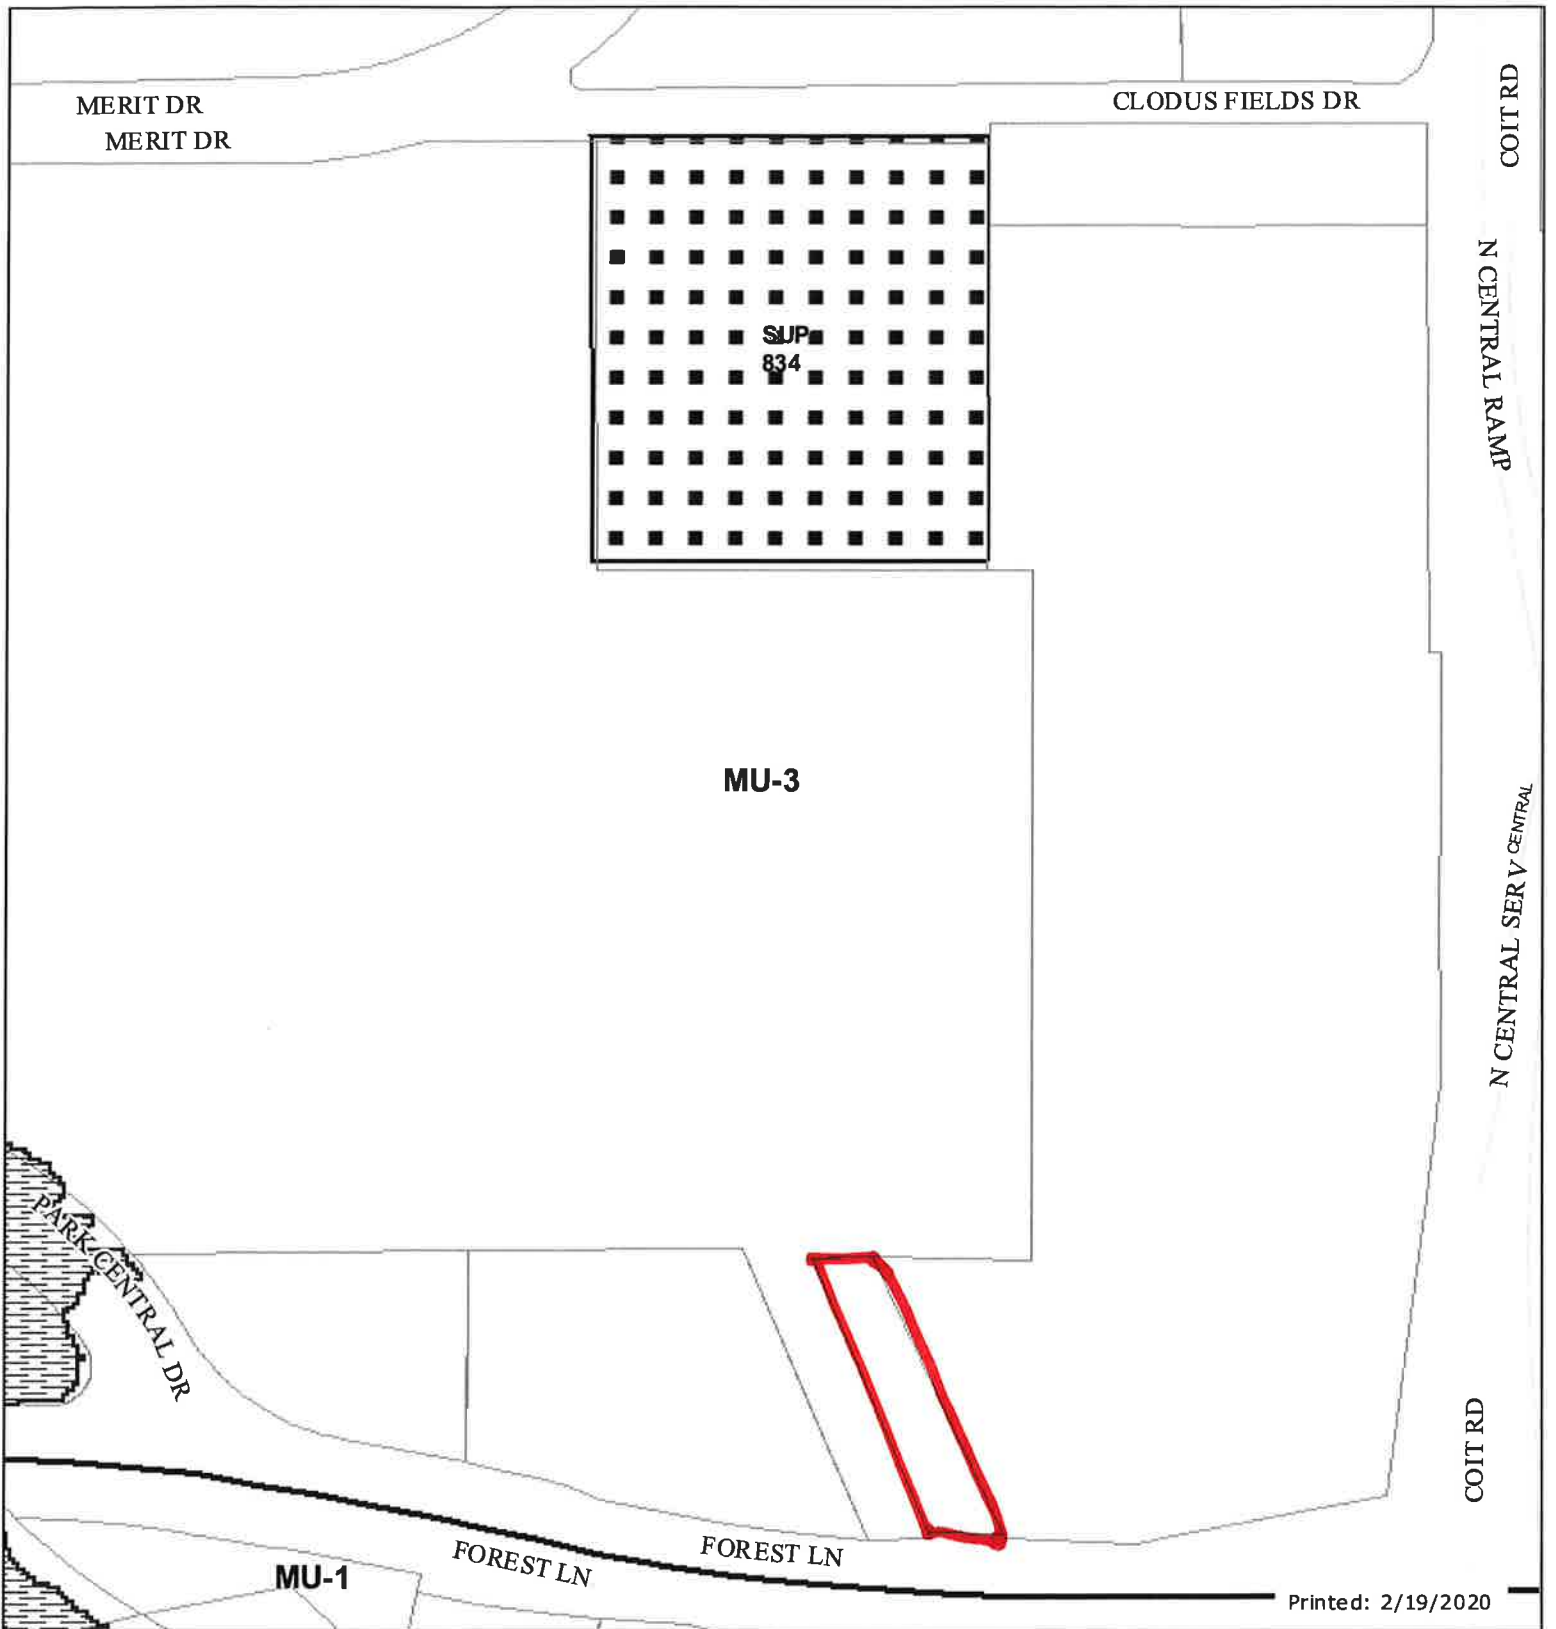 MERIT DR
MERIT DR
CLODUS FIELDS DR
COIT RD
N CENTRAL RAMP
SUP
834
MU-3
N CENTRAL SERV
CENTRAL
PARK CENTRAL DR
COIT RD
FOREST LN
FOREST LN
MU-1
Printed: 2/19/2020